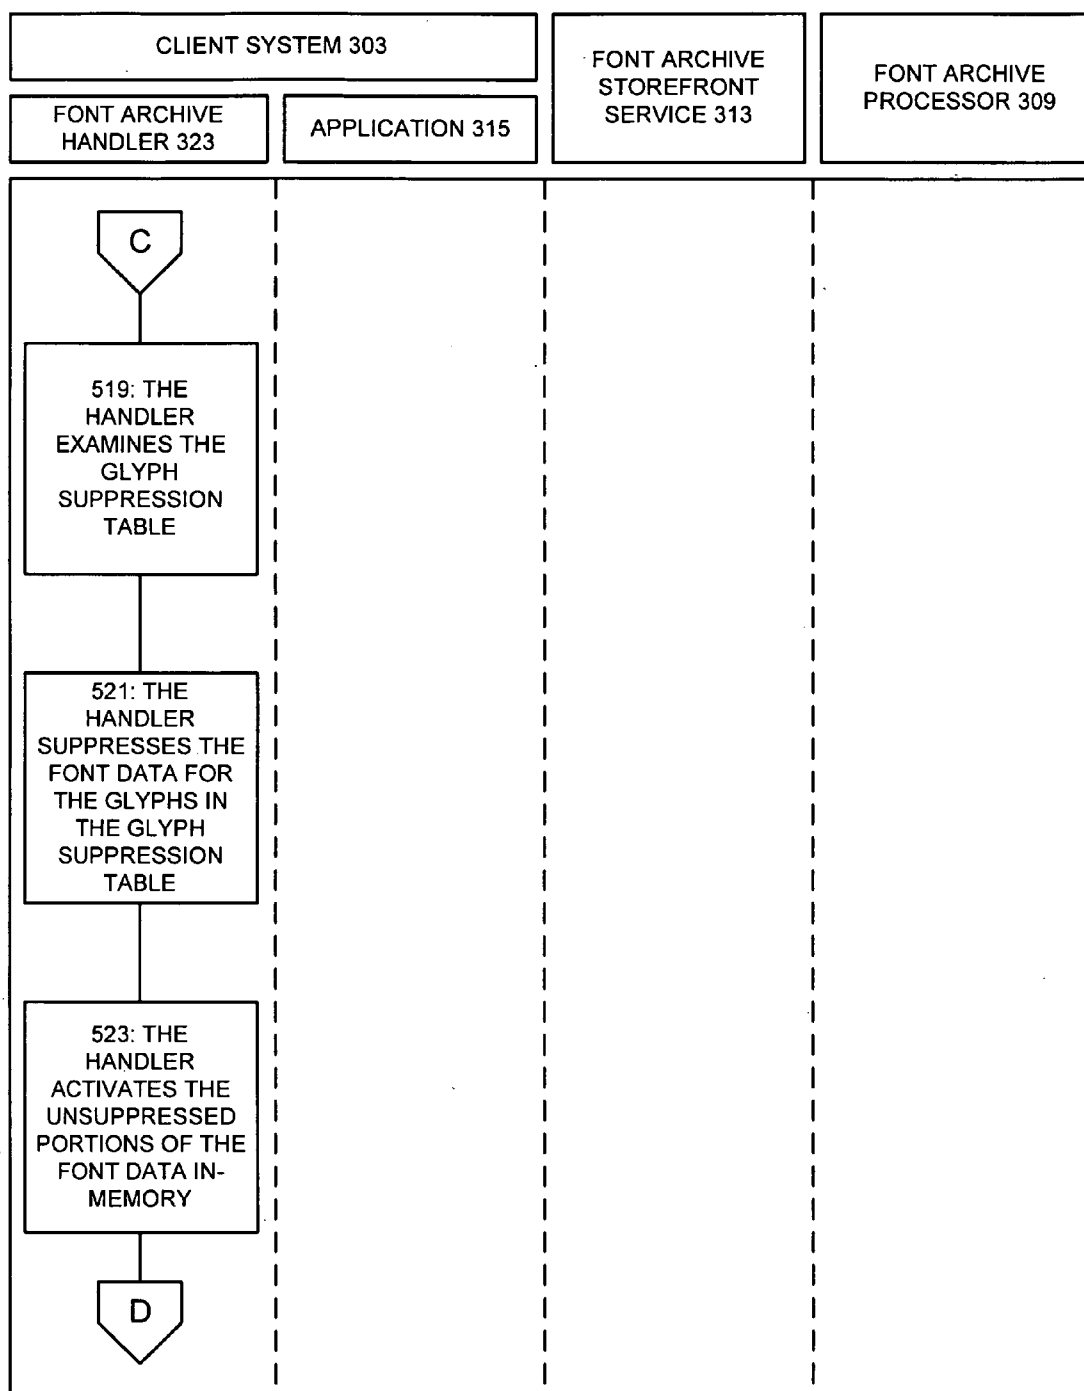 CLIENT SYSTEM 303
FONT ARCHIVE
STOREFRONT
SERVICE 313
FONT ARCHIVE
PROCESSOR 309
FONT ARCHIVE
HANDLER 323
APPLICATION 315
C
519: THE
HANDLER
EXAMINES THE
GLYPH
SUPPRESSION
TABLE
521: THE
HANDLER
SUPPRESSES THE
FONT DATA FOR
THE GLYPHS IN
THE GLYPH
SUPPRESSION
TABLE
523: THE
HANDLER
ACTIVATES THE
UNSUPPRESSED
PORTIONS OF THE
FONT DATA IN-
MEMORY
D